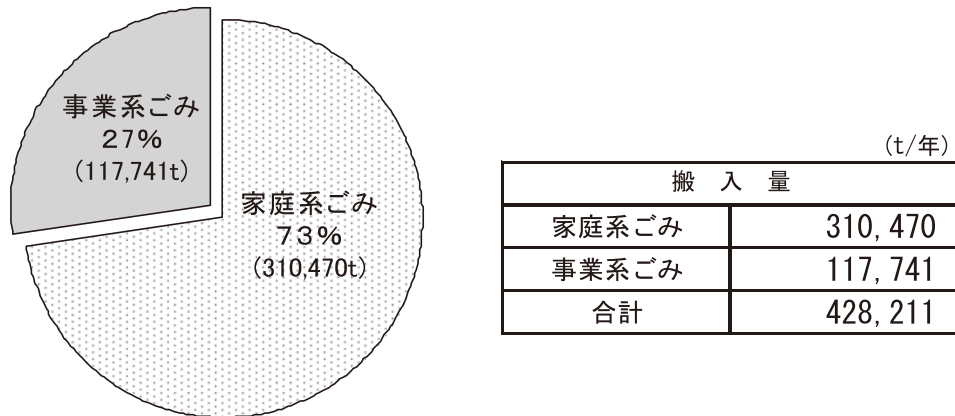 事業系ごみ
27%
(117,741t)
家庭系ごみ
73%
(310,470t)
(t/年)
搬 入 量
家庭系ごみ 310,470
事業系ごみ 117,741
合計 428,211